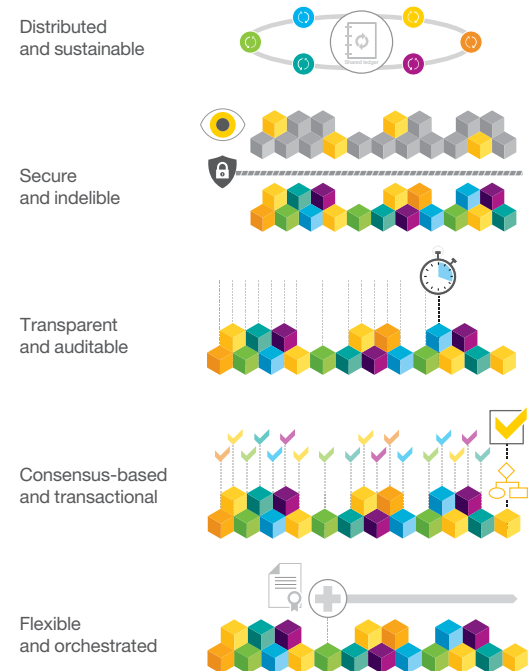 Distributed
and sustainable
Shared ledger
Secure
and indelible
Transparent
and auditable
Consensus-based
and transactional
Flexible
and orchestrated